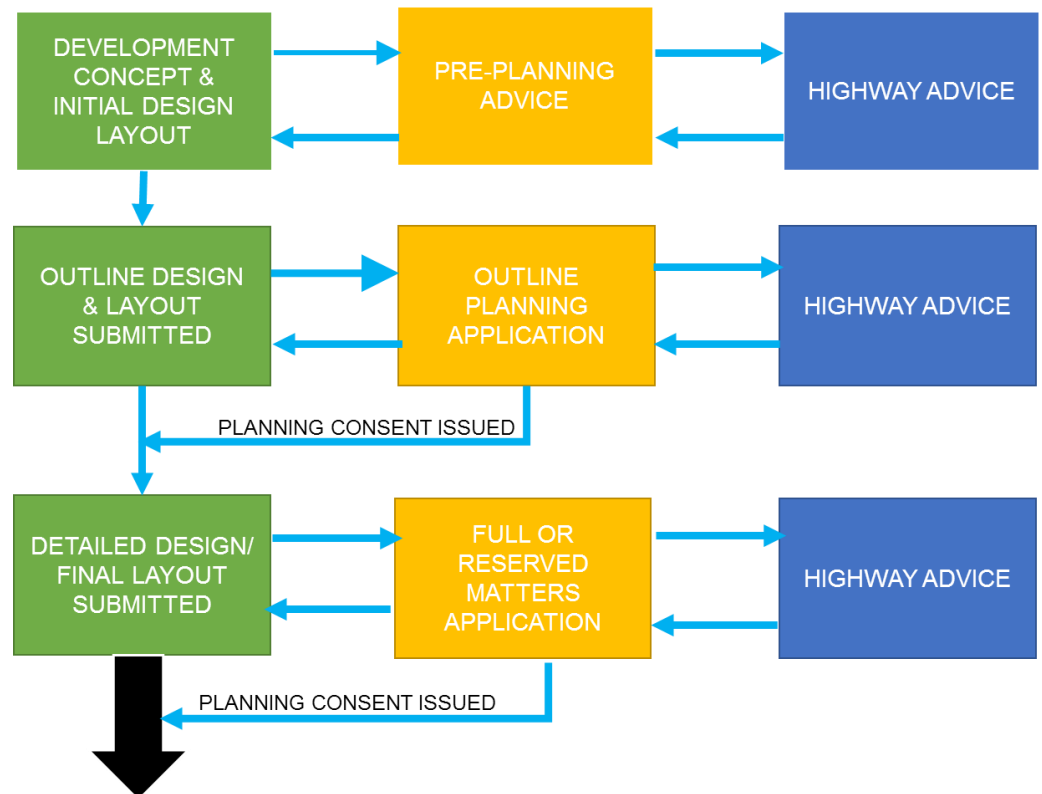 DEVELOPMENT
CONCEPT &
INITIAL DESIGN
LAYOUT
PRE-PLANNING
ADVICE
HIGHWAY ADVICE
OUTLINE DESIGN
& LAYOUT
SUBMITTED
OUTLINE
PLANNING
APPLICATION
HIGHWAY ADVICE
PLANNING CONSENT ISSUED
DETAILED DESIGN/
FINAL LAYOUT
SUBMITTED
FULL OR
RESERVED
MATTERS
APPLICATION
HIGHWAY ADVICE
PLANNING CONSENT ISSUED